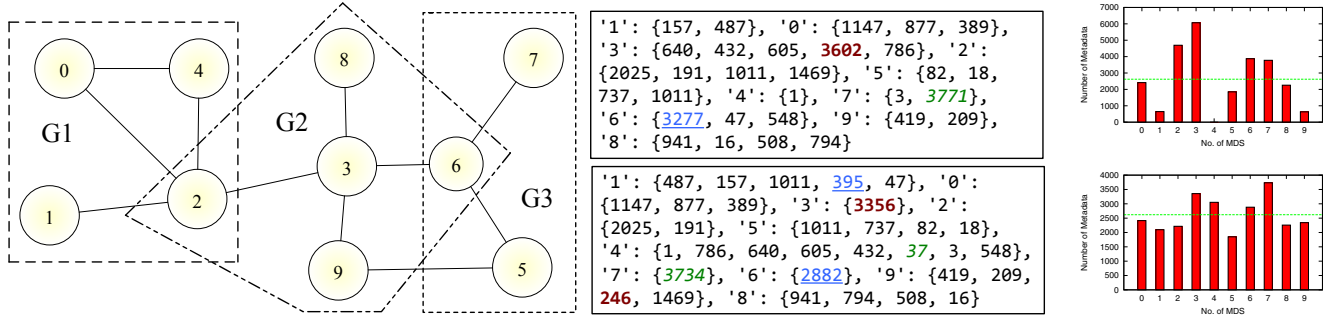 0
4
G1
1
2
8
G2
3
9
7
6
G3
5
'1': {157, 487}, '0': {1147, 877, 389},
'3': {640, 432, 605, 3602, 786}, '2':
{2025, 191, 1011, 1469}, '5': {82, 18,
737, 1011}, '4': {1}, '7': {3, 3771},
'6': {3277, 47, 548}, '9': {419, 209},
'8': {941, 16, 508, 794}
'1': {487, 157, 1011, 395, 47}, '0':
{1147, 877, 389}, '3': {3356}, '2':
{2025, 191}, '5': {1011, 737, 82, 18},
'4': {1, 786, 640, 605, 432, 37, 3, 548},
'7': {3734}, '6': {2882}, '9': {419, 209,
246, 1469}, '8': {941, 794, 508, 16}
Number of Metadata
7000
6000
5000
4000
3000
2000
1000
0
0 1 2 3 4 5 6 7 8 9
No. of MDS
Number of Metadata
4000
3500
3000
2500
2000
1500
1000
500
0
0 1 2 3 4 5 6 7 8 9
No. of MDS